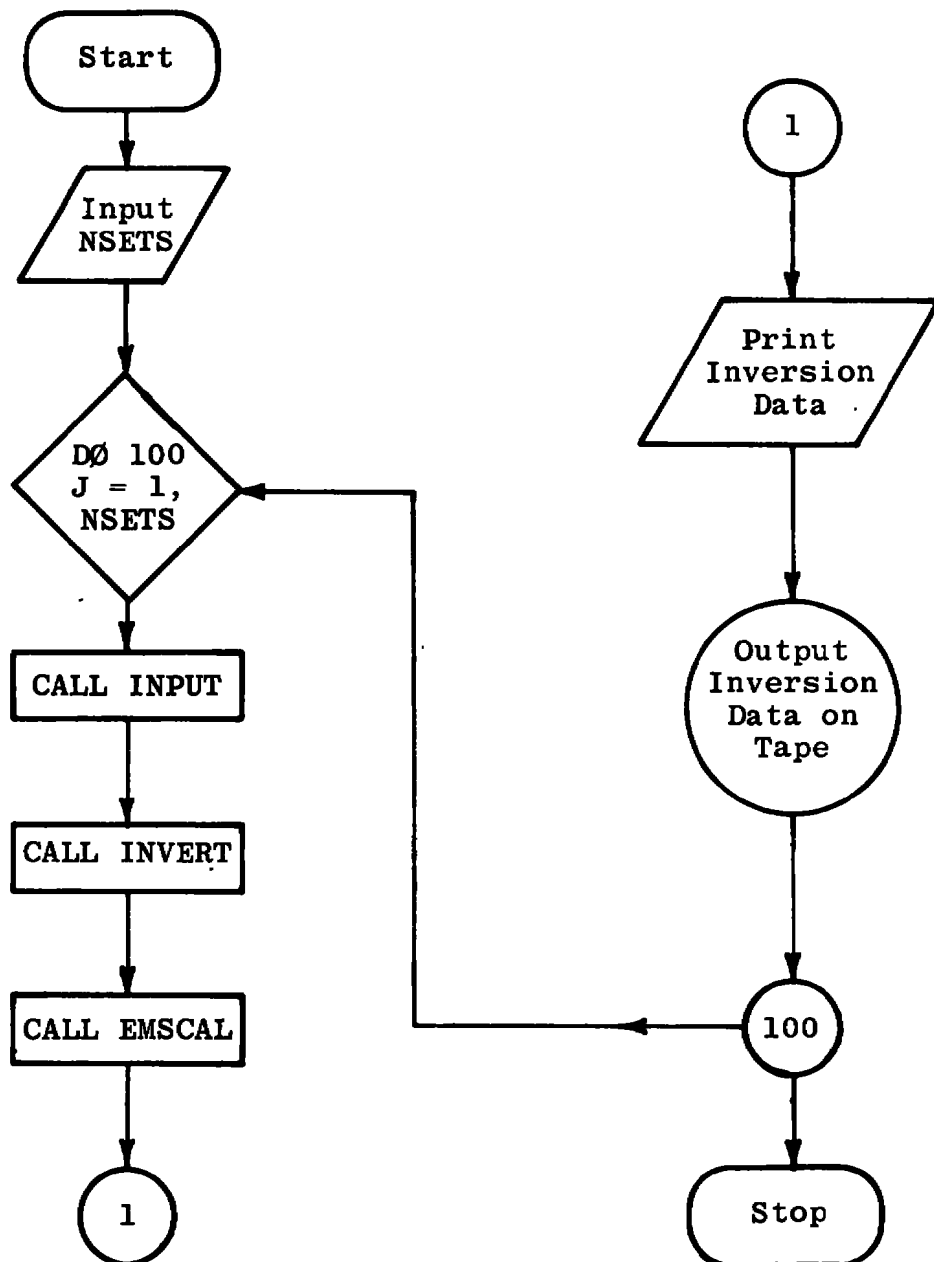 Start
Input
NSETS
DØ 100
J = 1,
NSETS
CALL INPUT
CALL INVERT
CALL EMSCAL
1
1
Print
Inversion
Data
Output
Inversion
Data on
Tape
100
Stop